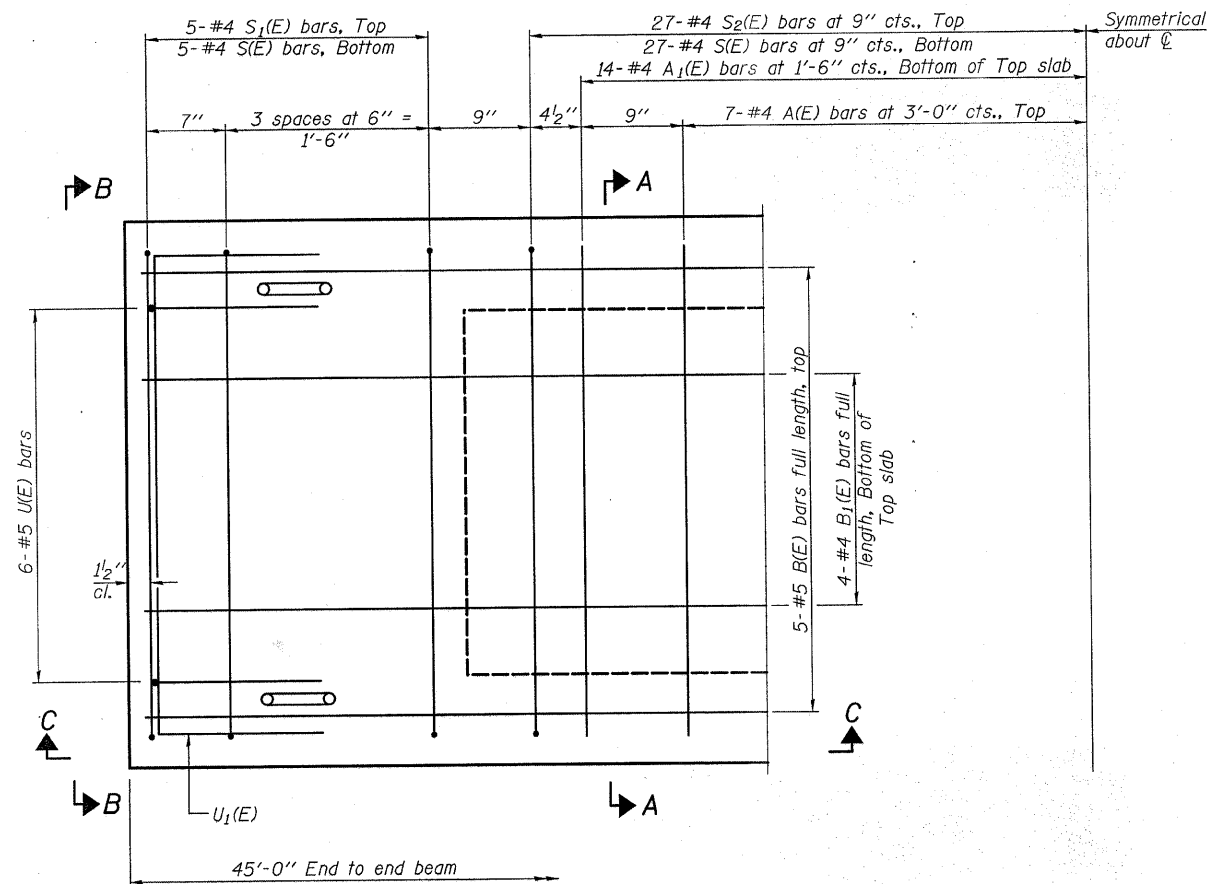 5-#4 S₁(E) bars, Top
5-#4 S(E) bars, Bottom
27-#4 S₂(E) bars at 9" cts., Top
27-#4 S(E) bars at 9" cts., Bottom
14-#4 A₁(E) bars at 1'-6" cts., Bottom of Top slab
Symmetrical
about ℄
7"
3 spaces at 6" =
1'-6"
9"
4½"
9"
7-#4 A(E) bars at 3'-0" cts., Top
B
A
6-#5 U(E) bars
1½"
cl.
5-#5 B(E) bars full length, top
4-#4 B₁(E) bars full
length, Bottom of
Top slab
C
C
B
A
U₁(E)
45'-0" End to end beam